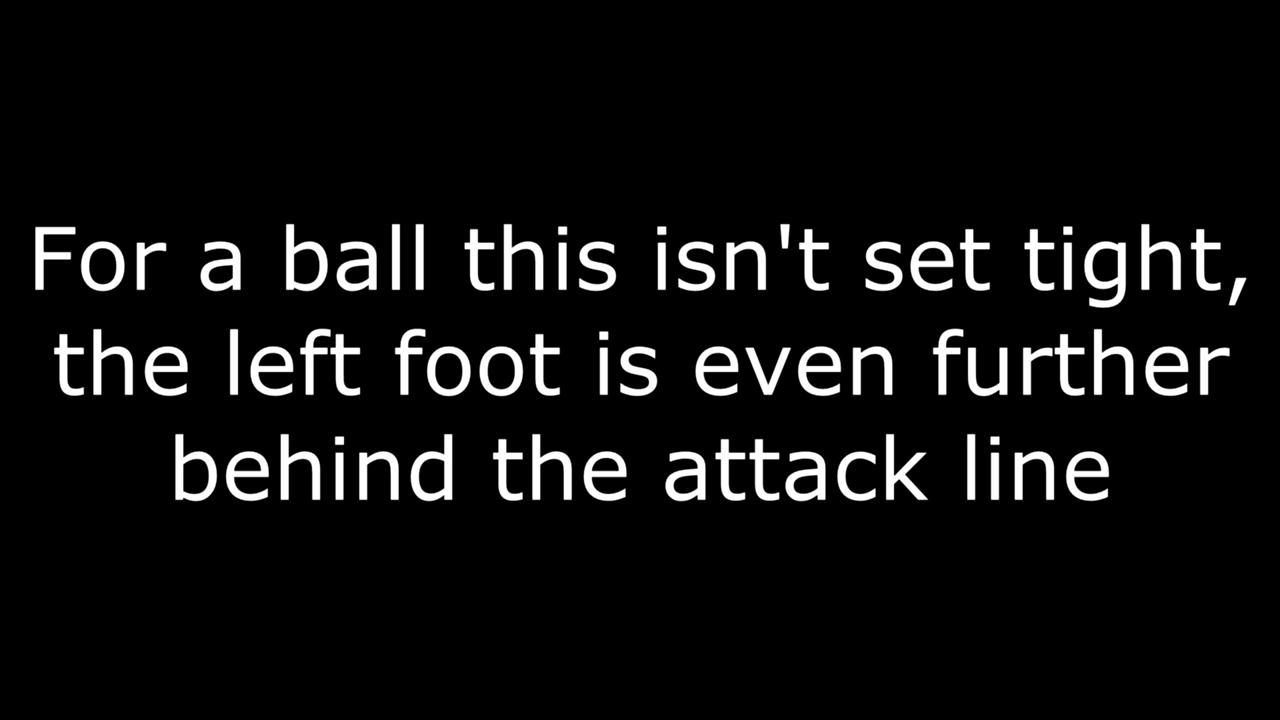 For a ball this isn't set tight,
the left foot is even further
behind the attack line